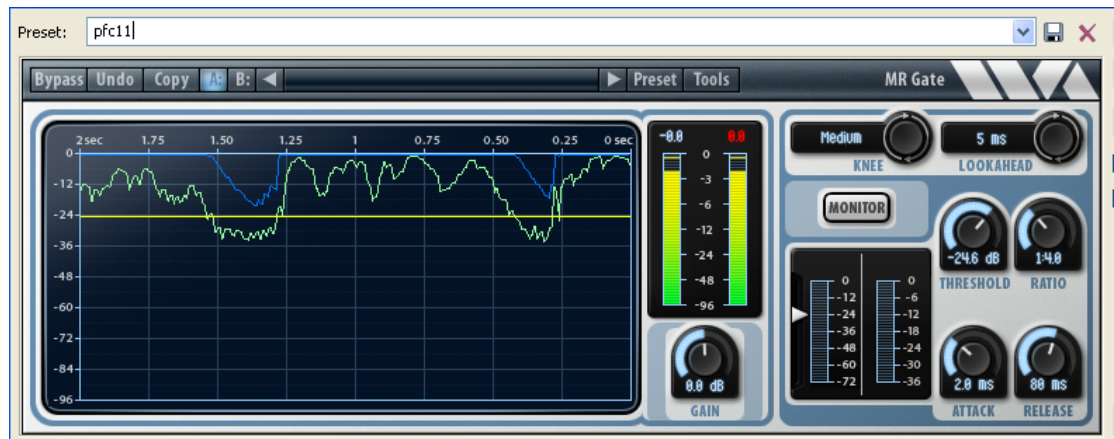 Preset: pfc11
Bypass Undo Copy A: B: Preset Tools MR Gate
2sec 1.75 1.50 1.25 1 0.75 0.50 0.25 0 sec
0
-12
-24
-36
-48
-60
-72
-84
-96
-0.0 0.0
0
-3
-6
-12
-24
-48
-96
0.0 dB
GAIN
Medium 5 ms
KNEE LOOKAHEAD
MONITOR
-24.6 dB 1:4.0
THRESHOLD RATIO
0 0
-12 -6
-24 -12
-36 -18
-48 -24
-60 -30
-72 -36
2.0 ms 80 ms
ATTACK RELEASE